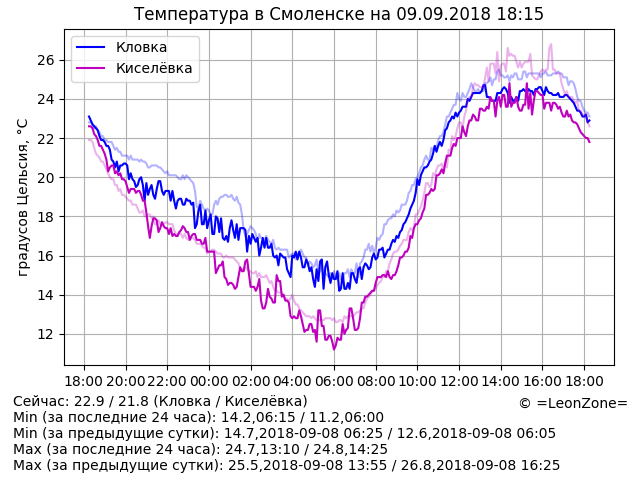 Температура в Смоленске на 09.09.2018 18:15
Кловка
Киселёвка
градусов Цельсия, °C
26
24
22
20
18
16
14
12
18:00 20:00 22:00 00:00 02:00 04:00 06:00 08:00 10:00 12:00 14:00 16:00 18:00
Сейчас: 22.9 / 21.8 (Кловка / Киселёвка)
© =LeonZone=
Min (за последние 24 часа): 14.2,06:15 / 11.2,06:00
Min (за предыдущие сутки): 14.7,2018-09-08 06:25 / 12.6,2018-09-08 06:05
Max (за последние 24 часа): 24.7,13:10 / 24.8,14:25
Max (за предыдущие сутки): 25.5,2018-09-08 13:55 / 26.8,2018-09-08 16:25